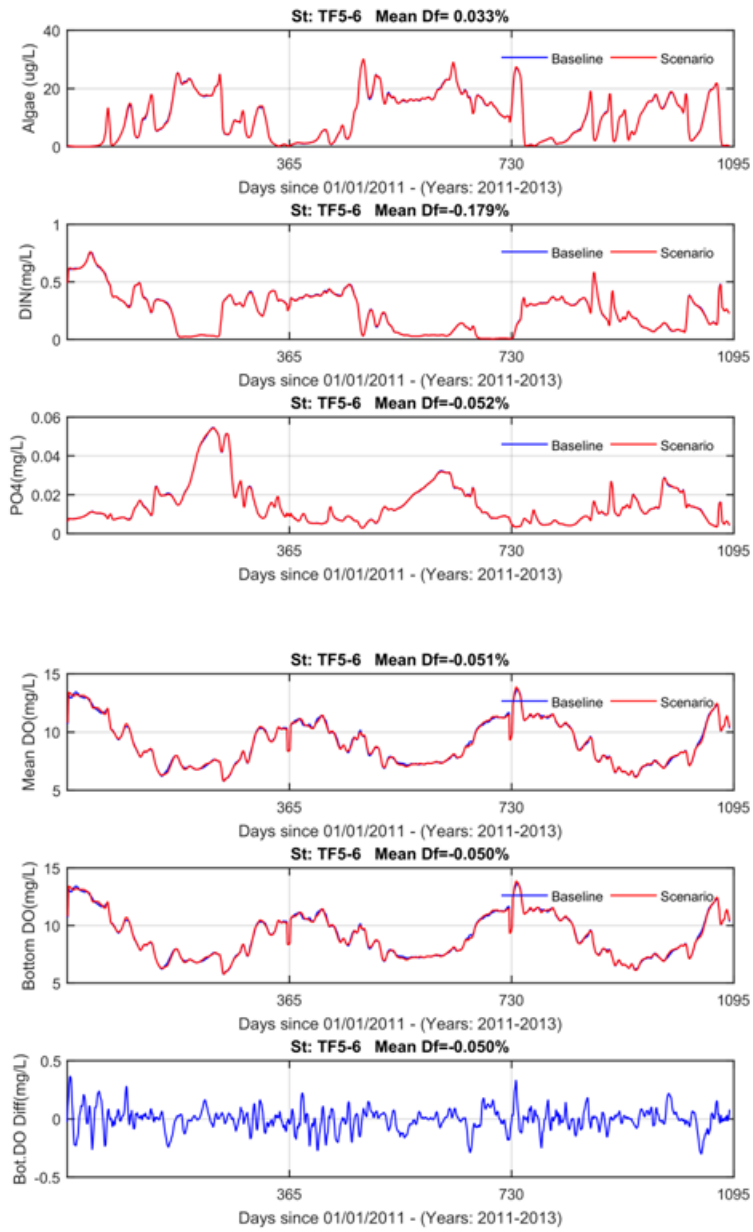 St: TF5-6 Mean Df= 0.033%
40
20
0
Algae (ug/L)
Baseline Scenario
365 730 1095
Days since 01/01/2011 - (Years: 2011-2013)
St: TF5-6 Mean Df=-0.179%
1
0.5
0
DIN(mg/L)
Baseline Scenario
365 730 1095
Days since 01/01/2011 - (Years: 2011-2013)
St: TF5-6 Mean Df=-0.052%
0.06
0.04
0.02
0
PO4(mg/L)
Baseline Scenario
365 730 1095
Days since 01/01/2011 - (Years: 2011-2013)
St: TF5-6 Mean Df=-0.051%
15
10
5
Mean DO(mg/L)
Baseline Scenario
365 730 1095
Days since 01/01/2011 - (Years: 2011-2013)
St: TF5-6 Mean Df=-0.050%
15
10
5
Bottom DO(mg/L)
Baseline Scenario
365 730 1095
Days since 01/01/2011 - (Years: 2011-2013)
St: TF5-6 Mean Df=-0.050%
0.5
0
-0.5
Bot.DO Diff(mg/L)
365 730 1095
Days since 01/01/2011 - (Years: 2011-2013)